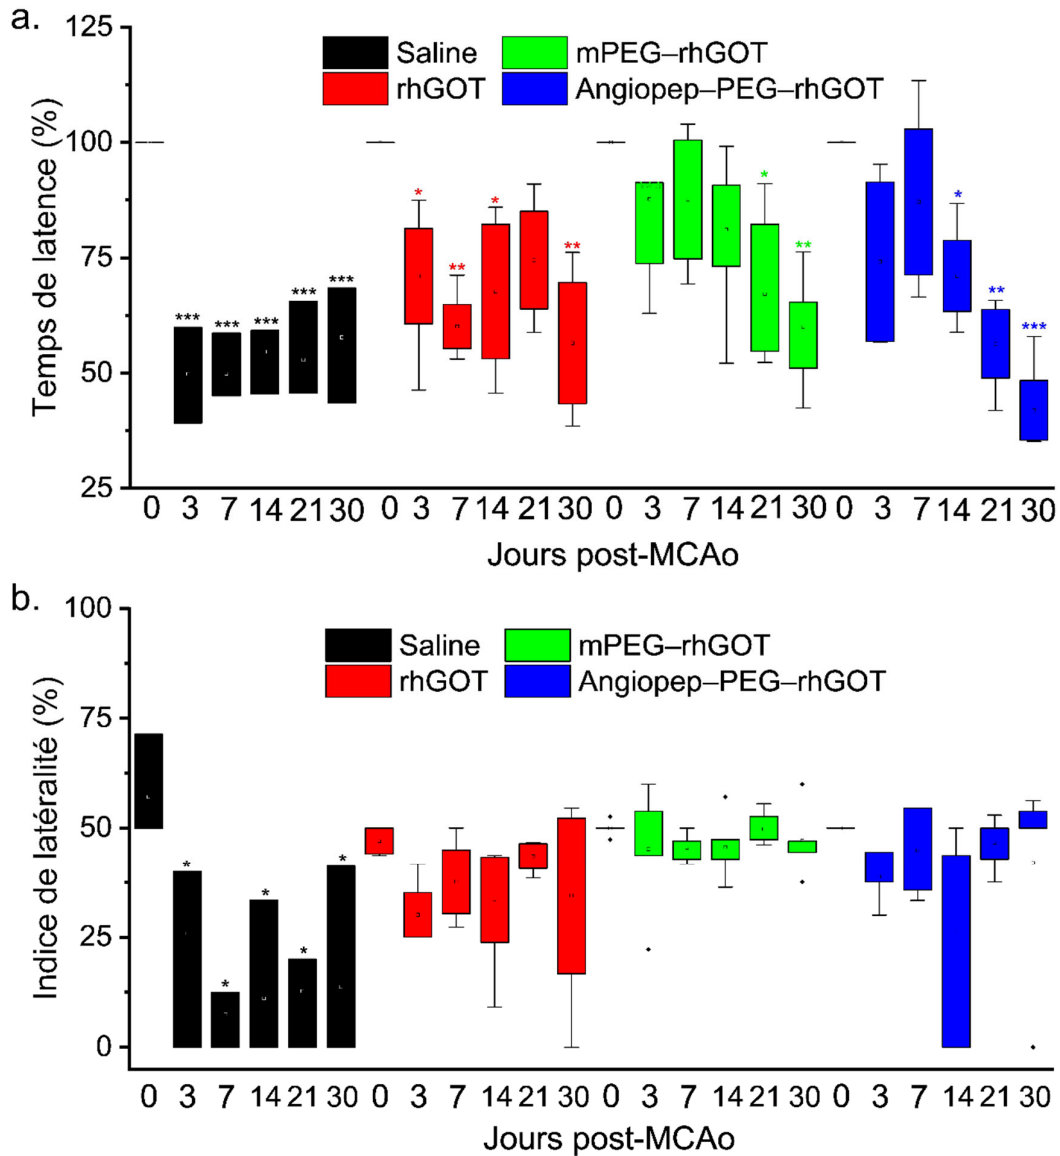 a.
125
100
75
50
25
Temps de latence (%)
Saline
mPEG–rhGOT
rhGOT
Angiopep–PEG–rhGOT
*** *** *** *** ***
* ** * **
* **
* ** ***
0 3 7 14 21 30 0 3 7 14 21 30 0 3 7 14 21 30 0 3 7 14 21 30
Jours post-MCAo
b.
100
75
50
25
0
Indice de latéralité (%)
Saline
mPEG–rhGOT
rhGOT
Angiopep–PEG–rhGOT
* * * * *
0 3 7 14 21 30 0 3 7 14 21 30 0 3 7 14 21 30 0 3 7 14 21 30
Jours post-MCAo